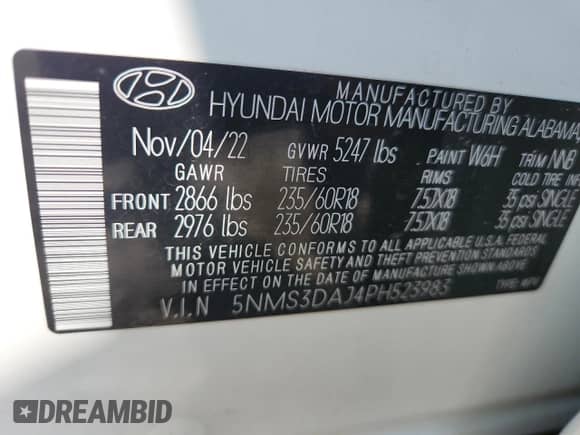 MANUFACTURED BY
HYUNDAI MOTOR MANUFACTURING ALABAMA
Nov/04/22 GVWR 5247 lbs PAINT W6H TRIM NNB
GAWR TIRES RIMS COLD TIRE INF
FRONT 2866 lbs 235/60R18 7.5JX18 35 psi SINGLE
REAR 2976 lbs 235/60R18 7.5JX18 35 psi SINGLE
THIS VEHICLE CONFORMS TO ALL APPLICABLE U.S.A. FEDERAL
MOTOR VEHICLE SAFETY AND THEFT PREVENTION STANDARDS
IN EFFECT ON THE DATE OF MANUFACTURE SHOWN ABOVE.
V.I.N 5NMS3DAJ4PH523983 TYPE: MPV
DREAMBID